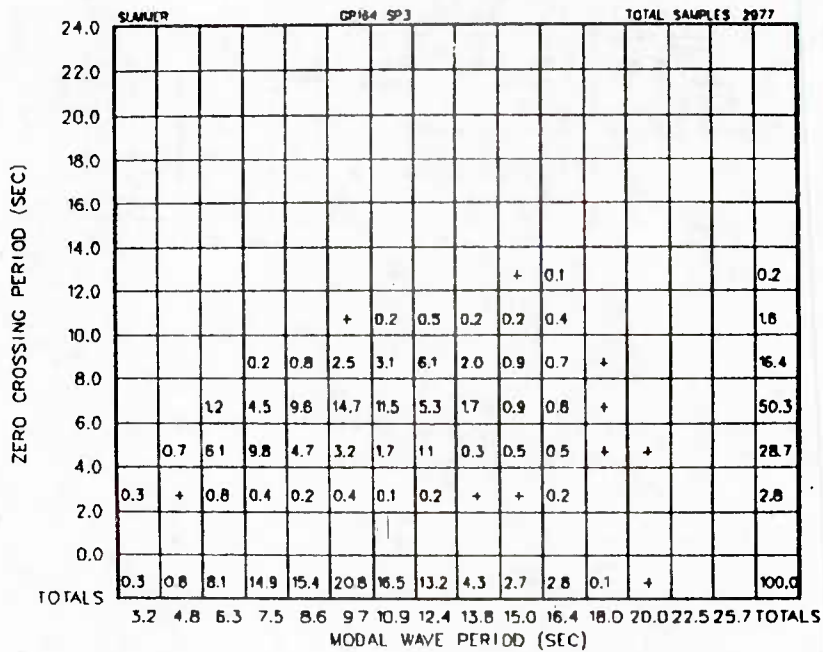 SUMMER GP164 SP3 TOTAL SAMPLES 2977
24.0
22.0
20.0
18.0
16.0
14.0
+ 0.1 0.2
12.0
+ 0.2 0.5 0.2 0.2 0.4 1.6
10.0
0.2 0.8 2.5 3.1 6.1 2.0 0.9 0.7 + 16.4
8.0
1.2 4.5 9.6 14.7 11.5 5.3 1.7 0.9 0.8 + 50.3
6.0
0.7 6.1 9.8 4.7 3.2 1.7 1.1 0.3 0.5 0.5 + + 28.7
4.0
0.3 + 0.8 0.4 0.2 0.4 0.1 0.2 + + 0.2 2.8
2.0
0.0
TOTALS 0.3 0.8 8.1 14.9 15.4 20.8 16.5 13.2 4.3 2.7 2.8 0.1 + 100.0
3.2 4.8 6.3 7.5 8.6 9.7 10.9 12.4 13.8 15.0 16.4 18.0 20.0 22.5 25.7 TOTALS
MODAL WAVE PERIOD (SEC)
ZERO CROSSING PERIOD (SEC)